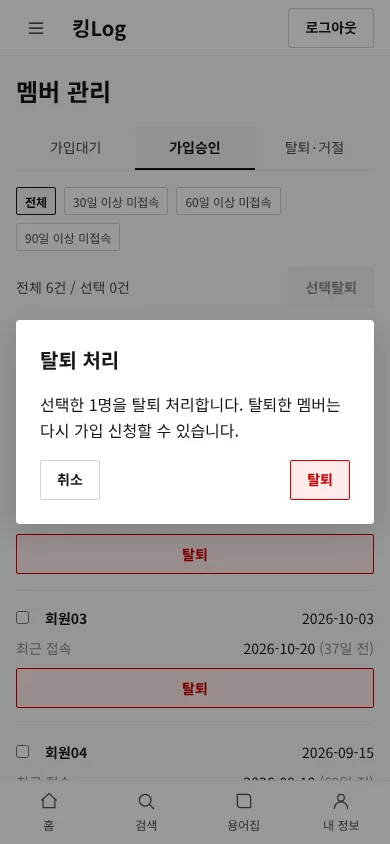 킹Log
로그아웃
멤버 관리
가입대기
가입승인
탈퇴·거절
전체
30일 이상 미접속
60일 이상 미접속
90일 이상 미접속
전체 6건 / 선택 0건
선택탈퇴
탈퇴 처리
선택한 1명을 탈퇴 처리합니다. 탈퇴한 멤버는
다시 가입 신청할 수 있습니다.
취소
탈퇴
탈퇴
회원03
2026-10-03
최근 접속
2026-10-20 (37일 전)
탈퇴
회원04
2026-09-15
최근 접속
홈
검색
용어집
내 정보